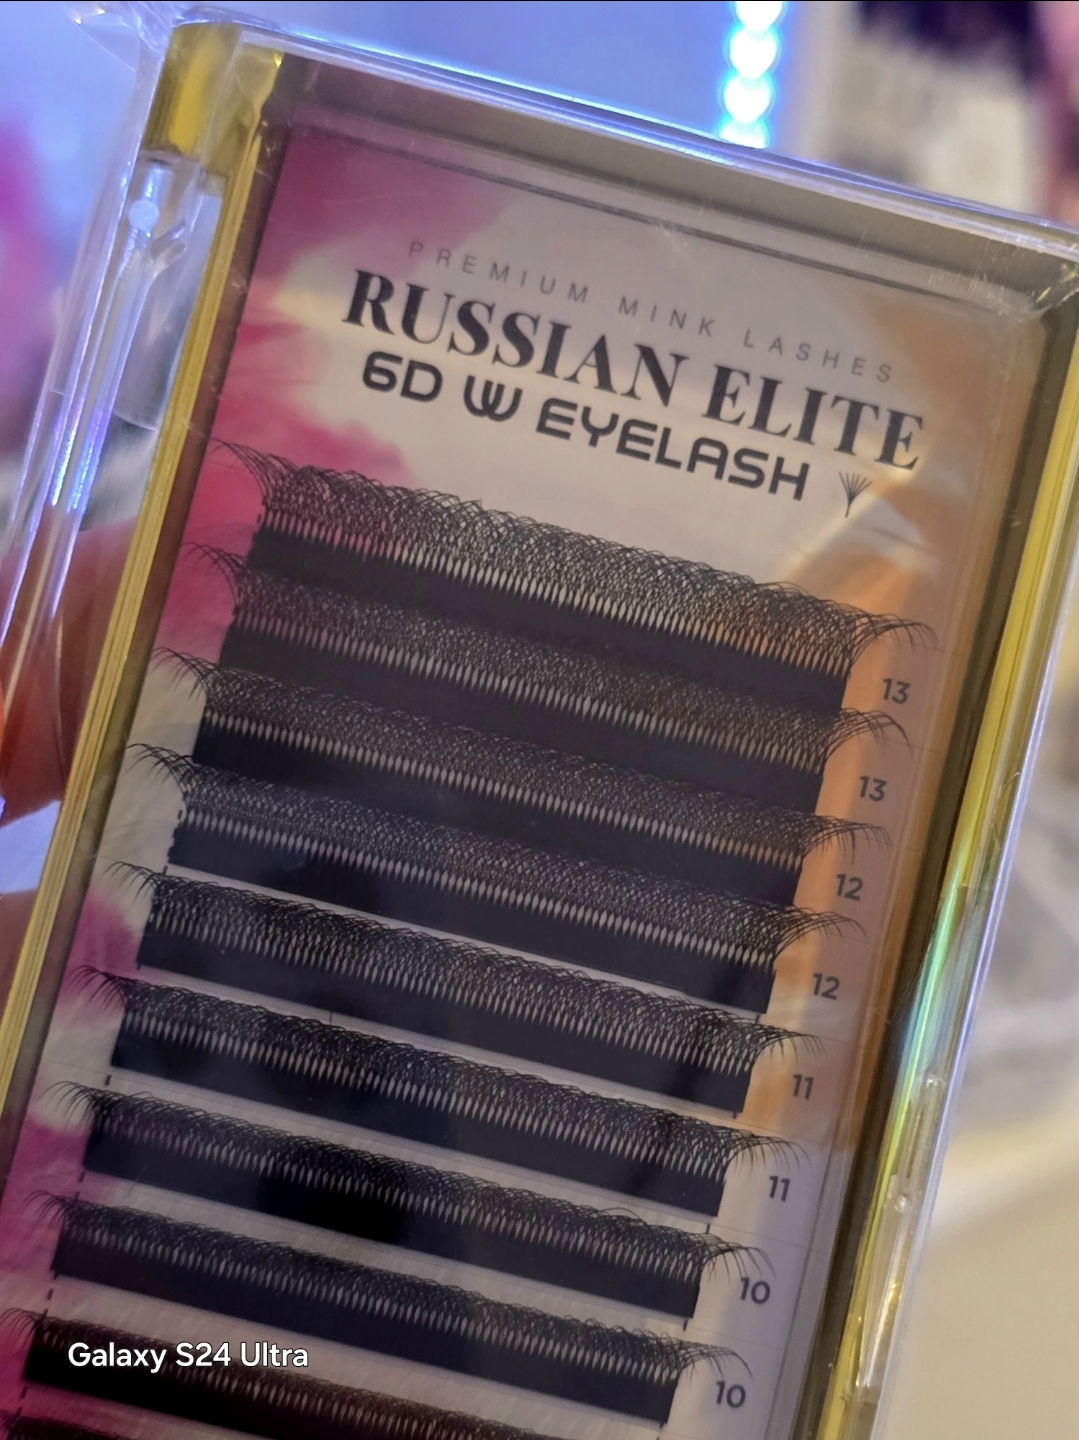 PREMIUM MINK LASHES
RUSSIAN ELITE
6D W EYELASH
13
13
12
12
11
11
10
10
Galaxy S24 Ultra